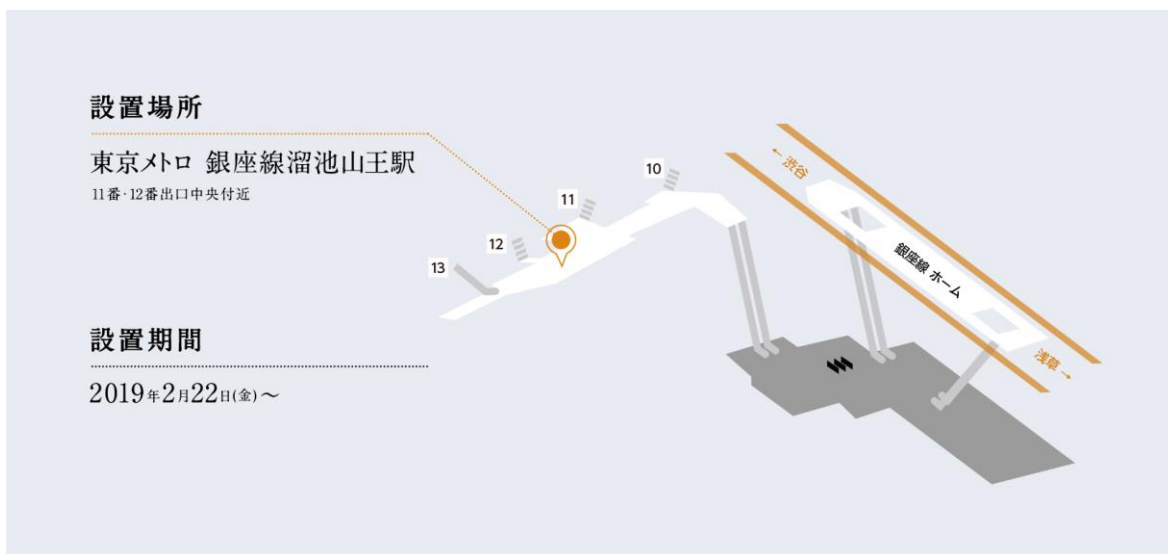 設置場所
東京メトロ 銀座線溜池山王駅
11番・12番出口中央付近
設置期間
2019年2月22日(金)～
10
11
12
13
← 渋谷
銀座線 ホーム
浅草 →